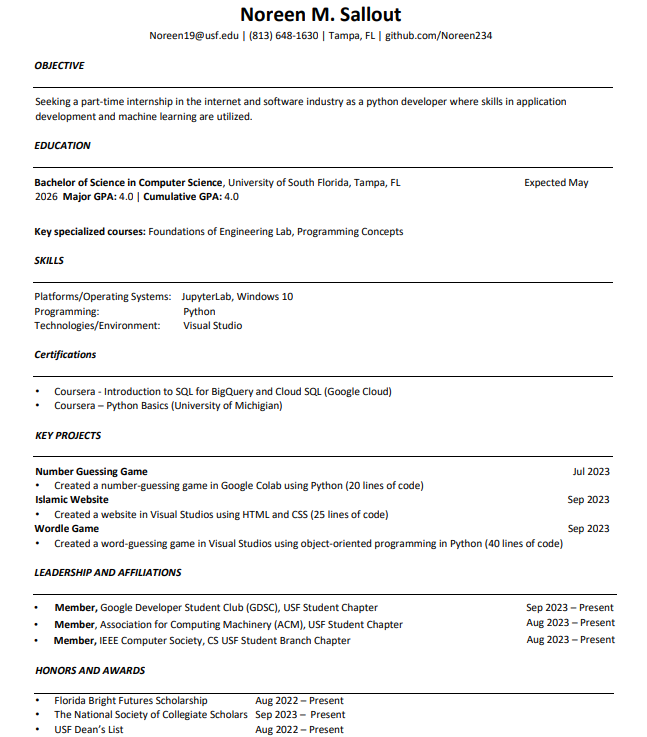 Noreen M. Sallout
Noreen19@usf.edu | (813) 648-1630 | Tampa, FL | github.com/Noreen234
OBJECTIVE
Seeking a part-time internship in the internet and software industry as a python developer where skills in application
development and machine learning are utilized.
EDUCATION
Bachelor of Science in Computer Science, University of South Florida, Tampa, FL Expected May
2026 Major GPA: 4.0 | Cumulative GPA: 4.0
Key specialized courses: Foundations of Engineering Lab, Programming Concepts
SKILLS
Platforms/Operating Systems: JupyterLab, Windows 10
Programming: Python
Technologies/Environment: Visual Studio
Certifications
• Coursera - Introduction to SQL for BigQuery and Cloud SQL (Google Cloud)
• Coursera – Python Basics (University of Michigian)
KEY PROJECTS
Number Guessing Game Jul 2023
• Created a number-guessing game in Google Colab using Python (20 lines of code)
Islamic Website Sep 2023
• Created a website in Visual Studios using HTML and CSS (25 lines of code)
Wordle Game Sep 2023
• Created a word-guessing game in Visual Studios using object-oriented programming in Python (40 lines of code)
LEADERSHIP AND AFFILIATIONS
• Member, Google Developer Student Club (GDSC), USF Student Chapter Sep 2023 – Present
• Member, Association for Computing Machinery (ACM), USF Student Chapter Aug 2023 – Present
• Member, IEEE Computer Society, CS USF Student Branch Chapter Aug 2023 – Present
HONORS AND AWARDS
• Florida Bright Futures Scholarship Aug 2022 – Present
• The National Society of Collegiate Scholars Sep 2023 – Present
• USF Dean's List Aug 2022 – Present